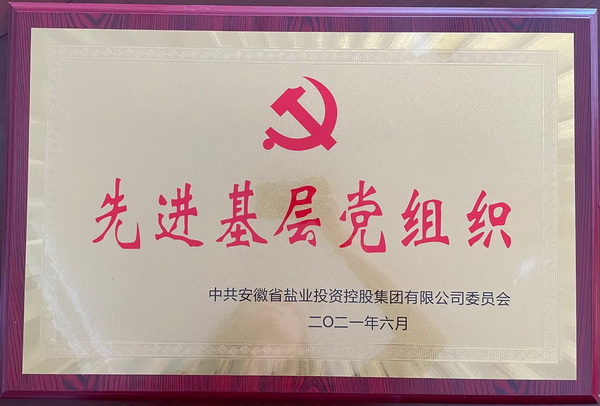 先进基层党组织
中共安徽省盐业投资控股集团有限公司委员会
二〇二一年六月